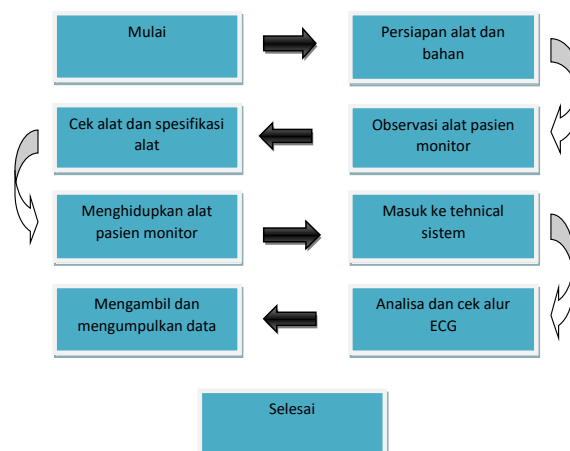 Mulai
Persiapan alat dan
bahan
Cek alat dan spesifikasi
alat
Observasi alat pasien
monitor
Menghidupkan alat
pasien monitor
Masuk ke tehnical
sistem
Mengambil dan
mengumpulkan data
Analisa dan cek alur
ECG
Selesai